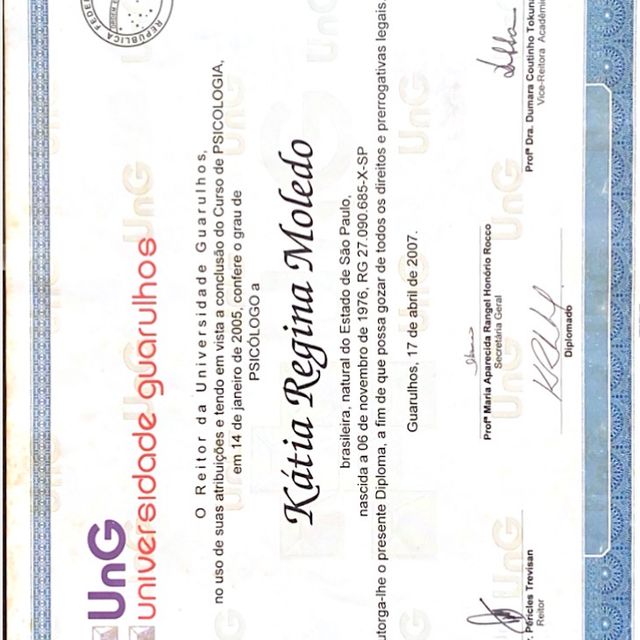 REPÚBLICA FEDER
UnG
universidade guarulhos
O Reitor da Universidade Guarulhos,
no uso de suas atribuições e tendo em vista a conclusão do Curso de PSICOLOGIA,
em 14 de janeiro de 2005, confere o grau de
PSICÓLOGO a
Kátia Regina Moledo
brasileira, natural do Estado de São Paulo,
nascida a 06 de novembro de 1976, RG 27.090.685-X-SP
utorga-lhe o presente Diploma, a fim de que possa gozar de todos os direitos e prerrogativas legais.
Guarulhos, 17 de abril de 2007.
Péricles Trevisan
Reitor
Profª Maria Aparecida Rangel Honório Rocco
Secretária Geral
Diplomado
Profª Dra. Dumara Coutinho Tokuna
Vice-Reitora Acadêmic